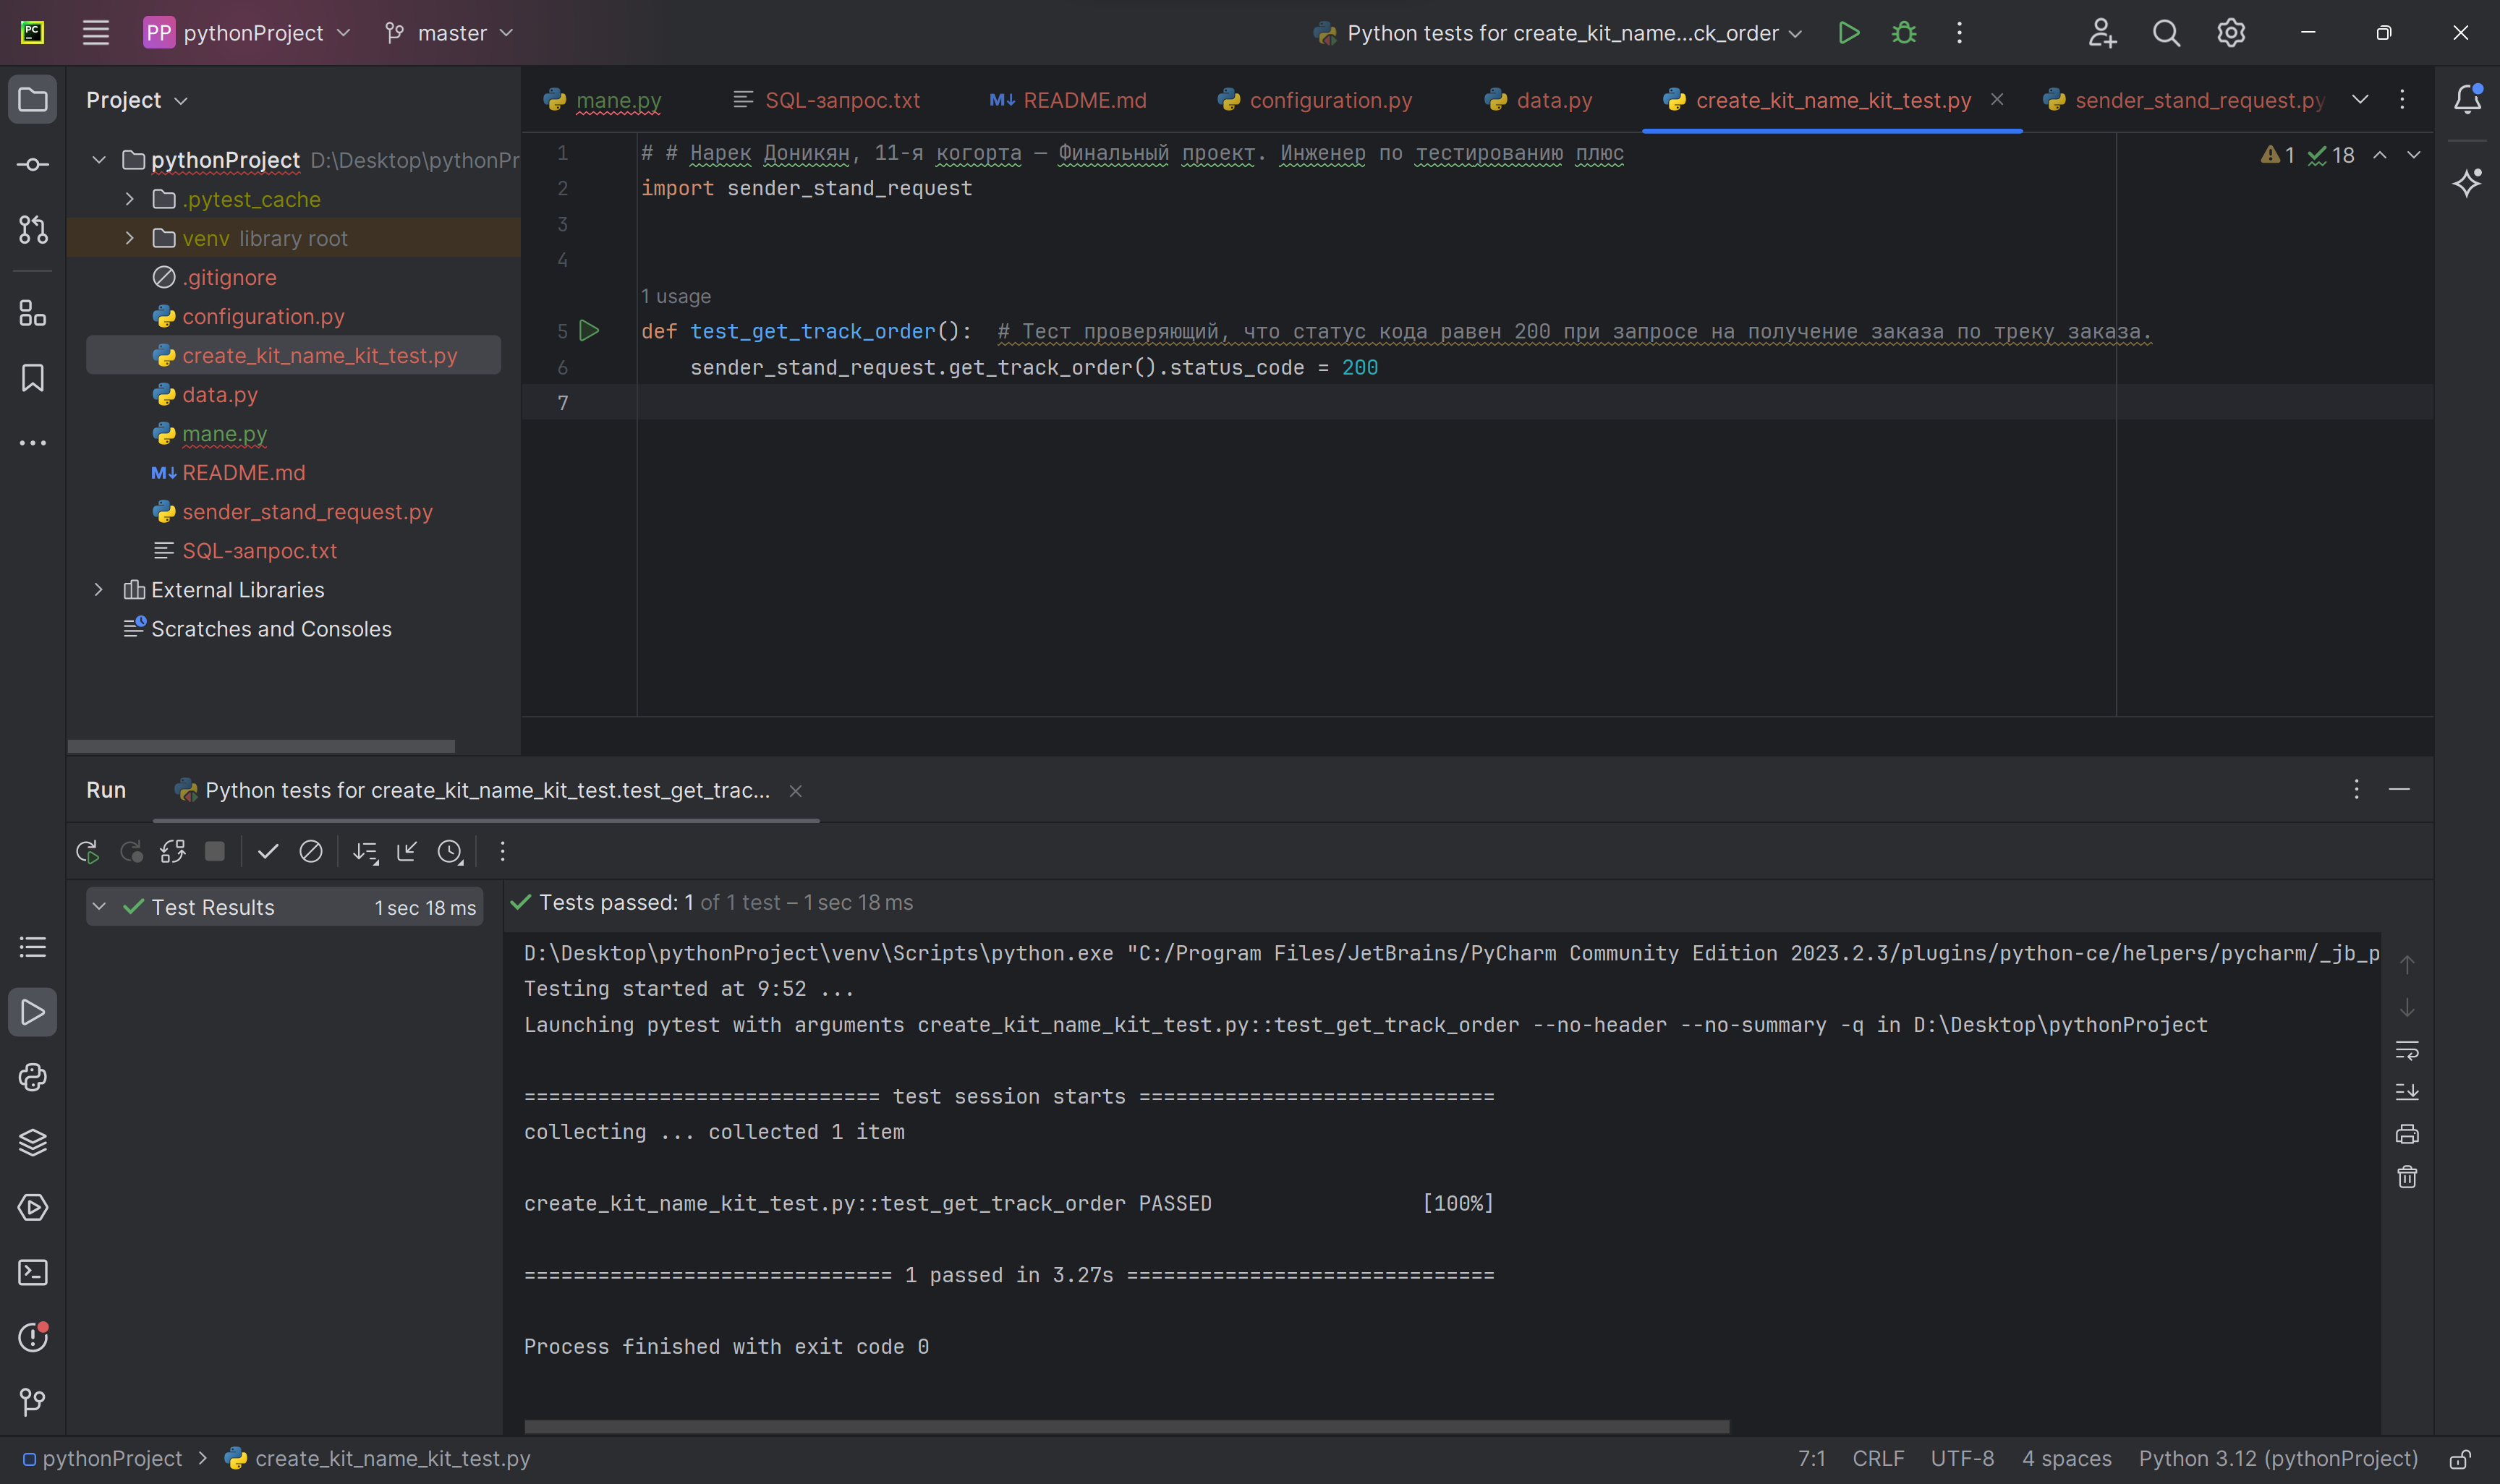 PC
PP pythonProject master Python tests for create_kit_name...ck_order
Project
mane.py SQL-запрос.txt README.md configuration.py data.py create_kit_name_kit_test.py sender_stand_request.py
pythonProject D:\Desktop\pythonPr
.pytest_cache
venv library root
.gitignore
configuration.py
create_kit_name_kit_test.py
data.py
mane.py
README.md
sender_stand_request.py
SQL-запрос.txt
External Libraries
Scratches and Consoles
1 # # Нарек Доникян, 11-я когорта — Финальный проект. Инженер по тестированию плюс
1 18
2 import sender_stand_request
3
4
1 usage
5 def test_get_track_order(): # Тест проверяющий, что статус кода равен 200 при запросе на получение заказа по треку заказа.
6 sender_stand_request.get_track_order().status_code = 200
7
Run Python tests for create_kit_name_kit_test.test_get_trac...
Test Results 1 sec 18 ms
Tests passed: 1 of 1 test – 1 sec 18 ms
D:\Desktop\pythonProject\venv\Scripts\python.exe "C:/Program Files/JetBrains/PyCharm Community Edition 2023.2.3/plugins/python-ce/helpers/pycharm/_jb_p
Testing started at 9:52 ...
Launching pytest with arguments create_kit_name_kit_test.py::test_get_track_order --no-header --no-summary -q in D:\Desktop\pythonProject
============================= test session starts =============================
collecting ... collected 1 item
create_kit_name_kit_test.py::test_get_track_order PASSED [100%]
============================== 1 passed in 3.27s ==============================
Process finished with exit code 0
pythonProject > create_kit_name_kit_test.py
7:1 CRLF UTF-8 4 spaces Python 3.12 (pythonProject)